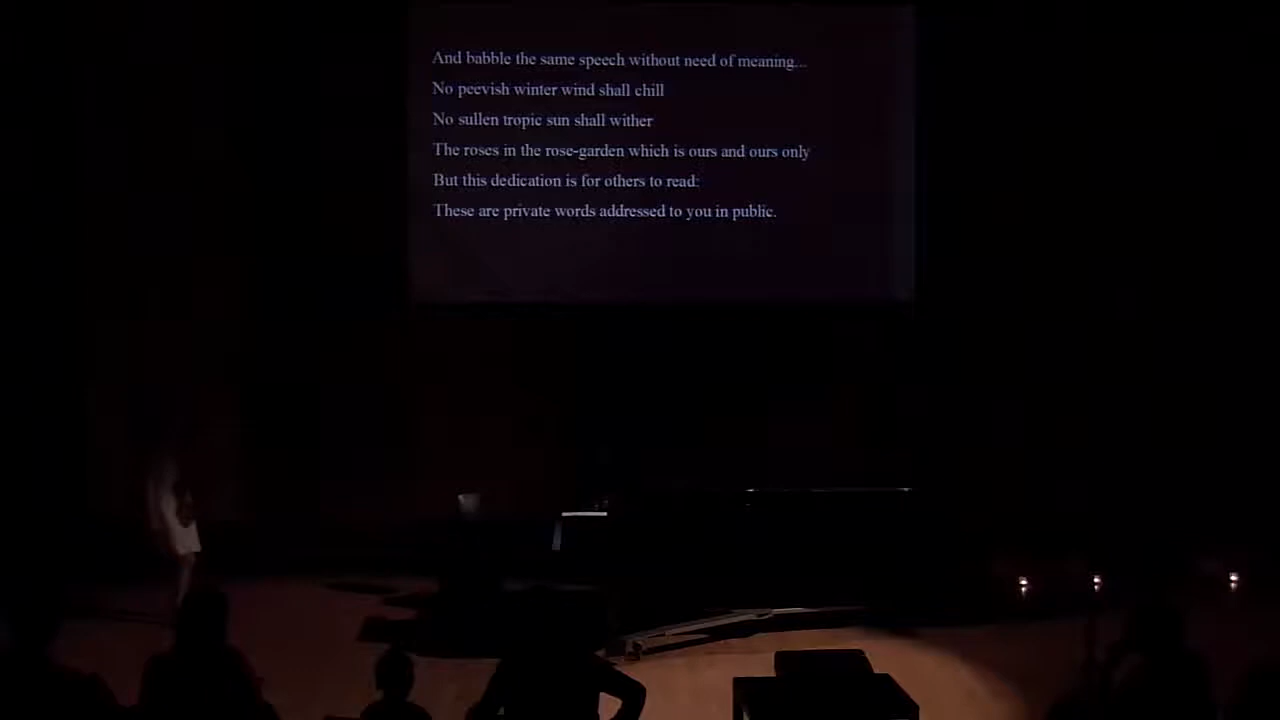 And babble the same speech without need of meaning...
No peevish winter wind shall chill
No sullen tropic sun shall wither
The roses in the rose-garden which is ours and ours only
But this dedication is for others to read:
These are private words addressed to you in public.